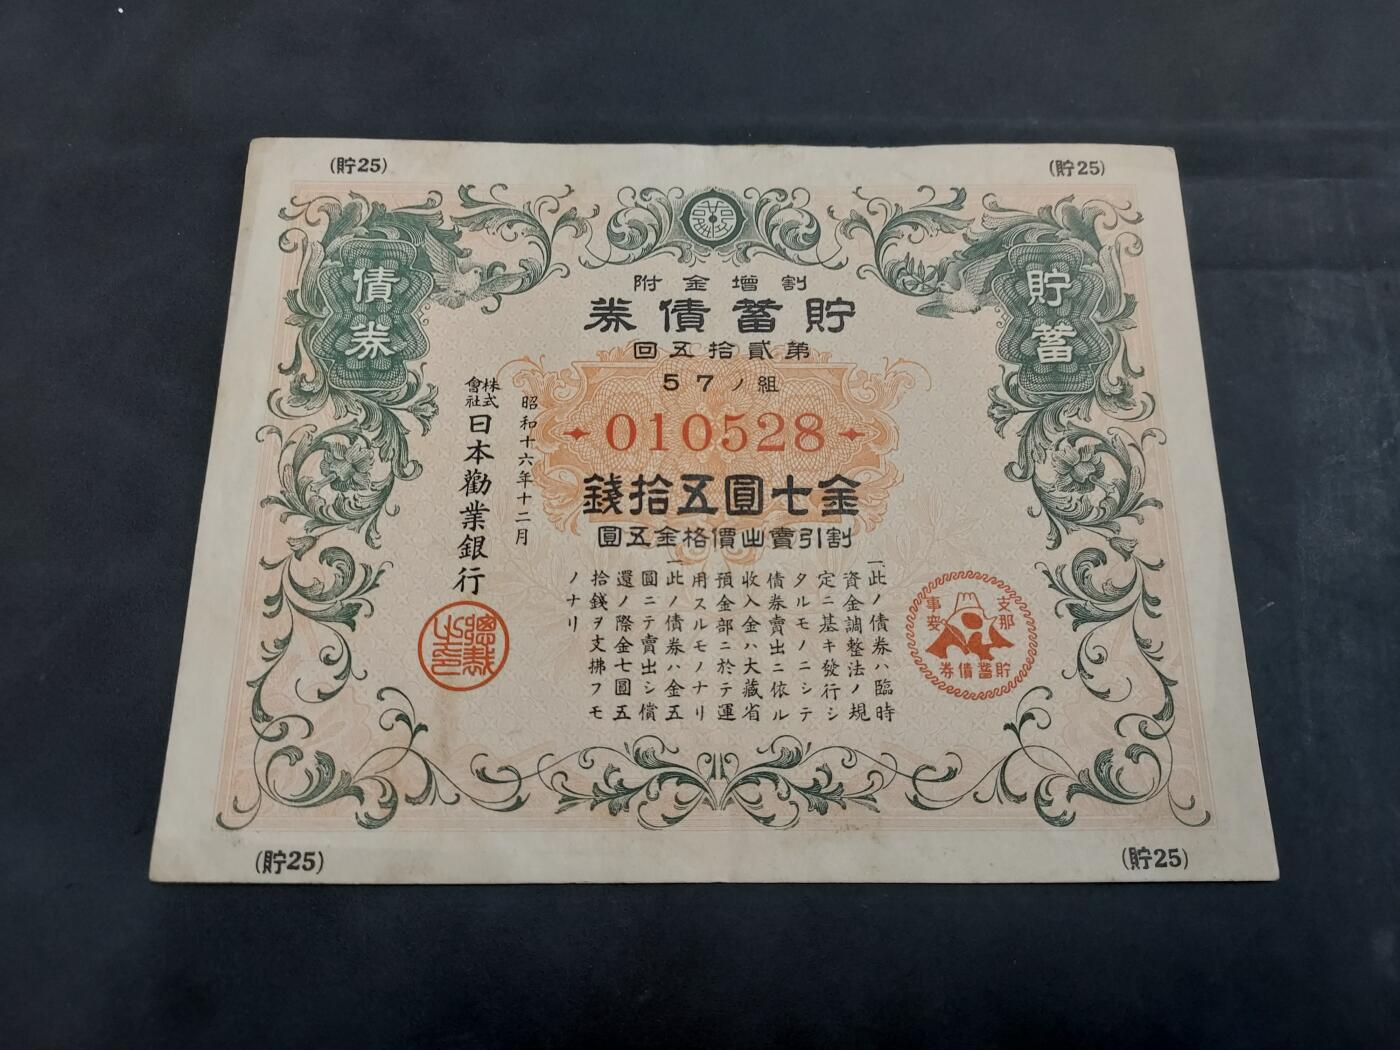 (貯25)
(貯25)
貯蓄
債券
割増金附
貯蓄債券
第貳拾五回
57ノ組
010528
金七圓五拾錢
割引賣出價格金五圓
一此ノ債券ハ臨時
資金調整法ノ規
定ニ基キ發行シ
タルモノニシテ
債券賣出ニ依ル
收入金ハ大藏省
預金部ニ於テ運
用スルモノナリ
一此ノ債券ハ金五
圓ニテ賣出シ償
還ノ際金七圓五
拾錢ヲ支拂フモ
ノナリ
昭和十六年十二月
株式會社
日本勸業銀行
總裁之印
支那
事変
貯蓄債券
(貯25)
(貯25)